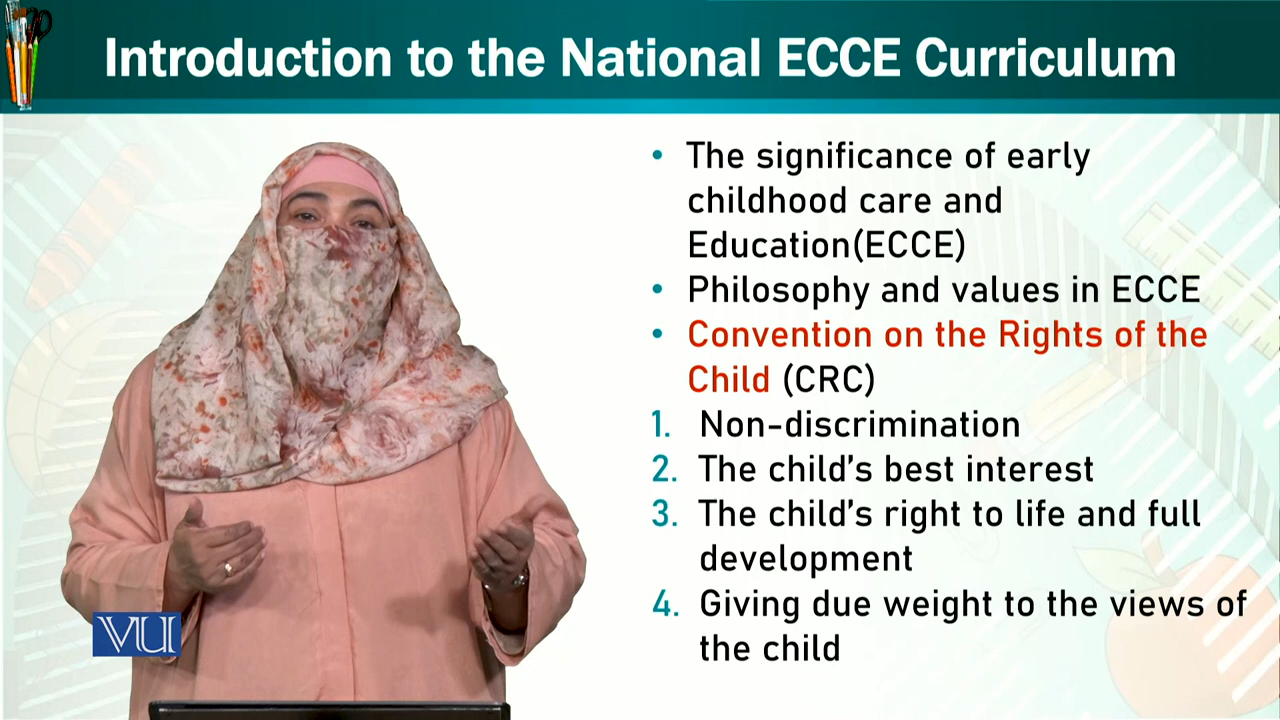 Introduction to the National ECCE Curriculum
• The significance of early
childhood care and
Education(ECCE)
• Philosophy and values in ECCE
• Convention on the Rights of the
Child (CRC)
1. Non-discrimination
2. The child's best interest
3. The child's right to life and full
development
4. Giving due weight to the views of
the child
VU